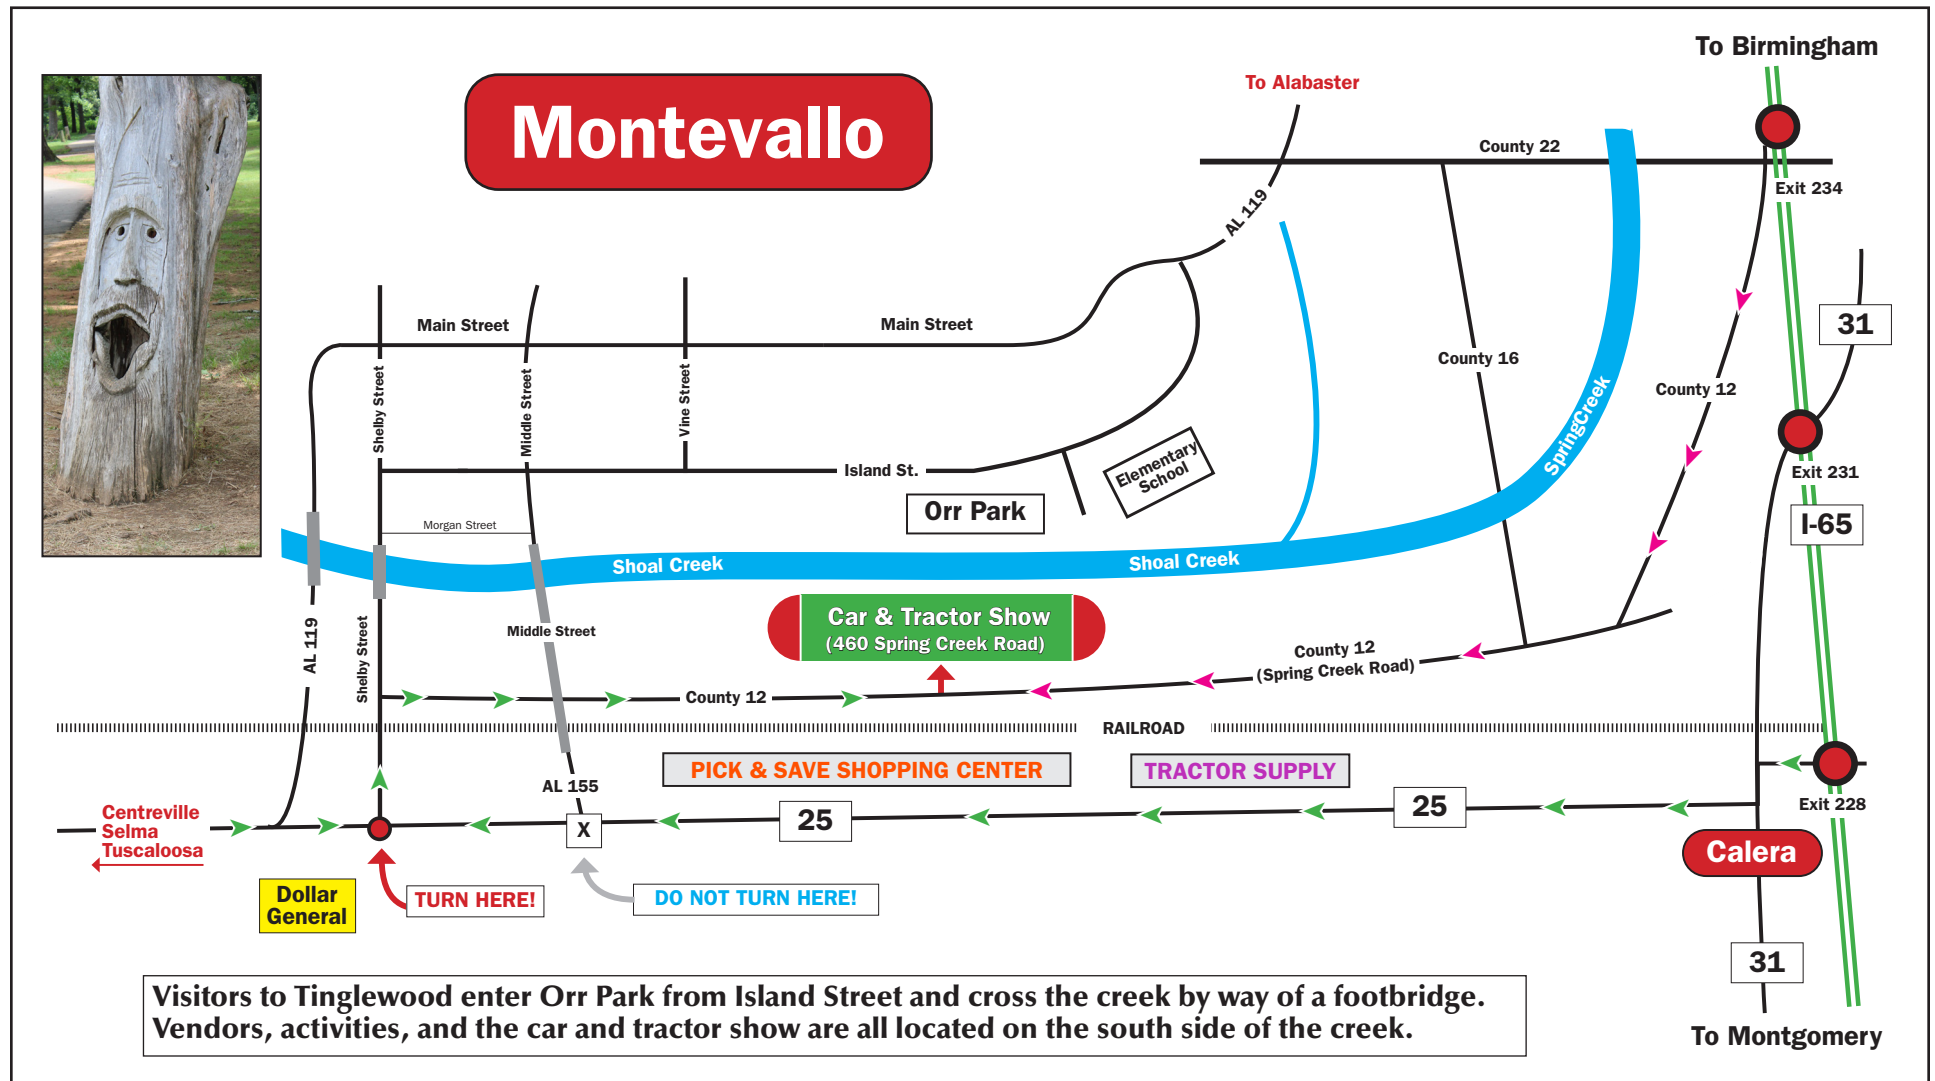 To Birmingham
To Alabaster
Montevallo
County 22
Exit 234
AL 119
31
Main Street
Main Street
County 16
County 12
Shelby Street
Middle Street
Vine Street
SpringCreek
Island St.
Elementary
School
Exit 231
Orr Park
I-65
Morgan Street
Shoal Creek
Shoal Creek
Car & Tractor Show
(460 Spring Creek Road)
AL 119
Shelby Street
Middle Street
County 12
(Spring Creek Road)
County 12
RAILROAD
PICK & SAVE SHOPPING CENTER
TRACTOR SUPPLY
AL 155
Exit 228
Centreville
Selma
Tuscaloosa
X
25
25
Calera
Dollar
General
TURN HERE!
DO NOT TURN HERE!
31
Visitors to Tinglewood enter Orr Park from Island Street and cross the creek by way of a footbridge.
Vendors, activities, and the car and tractor show are all located on the south side of the creek.
To Montgomery